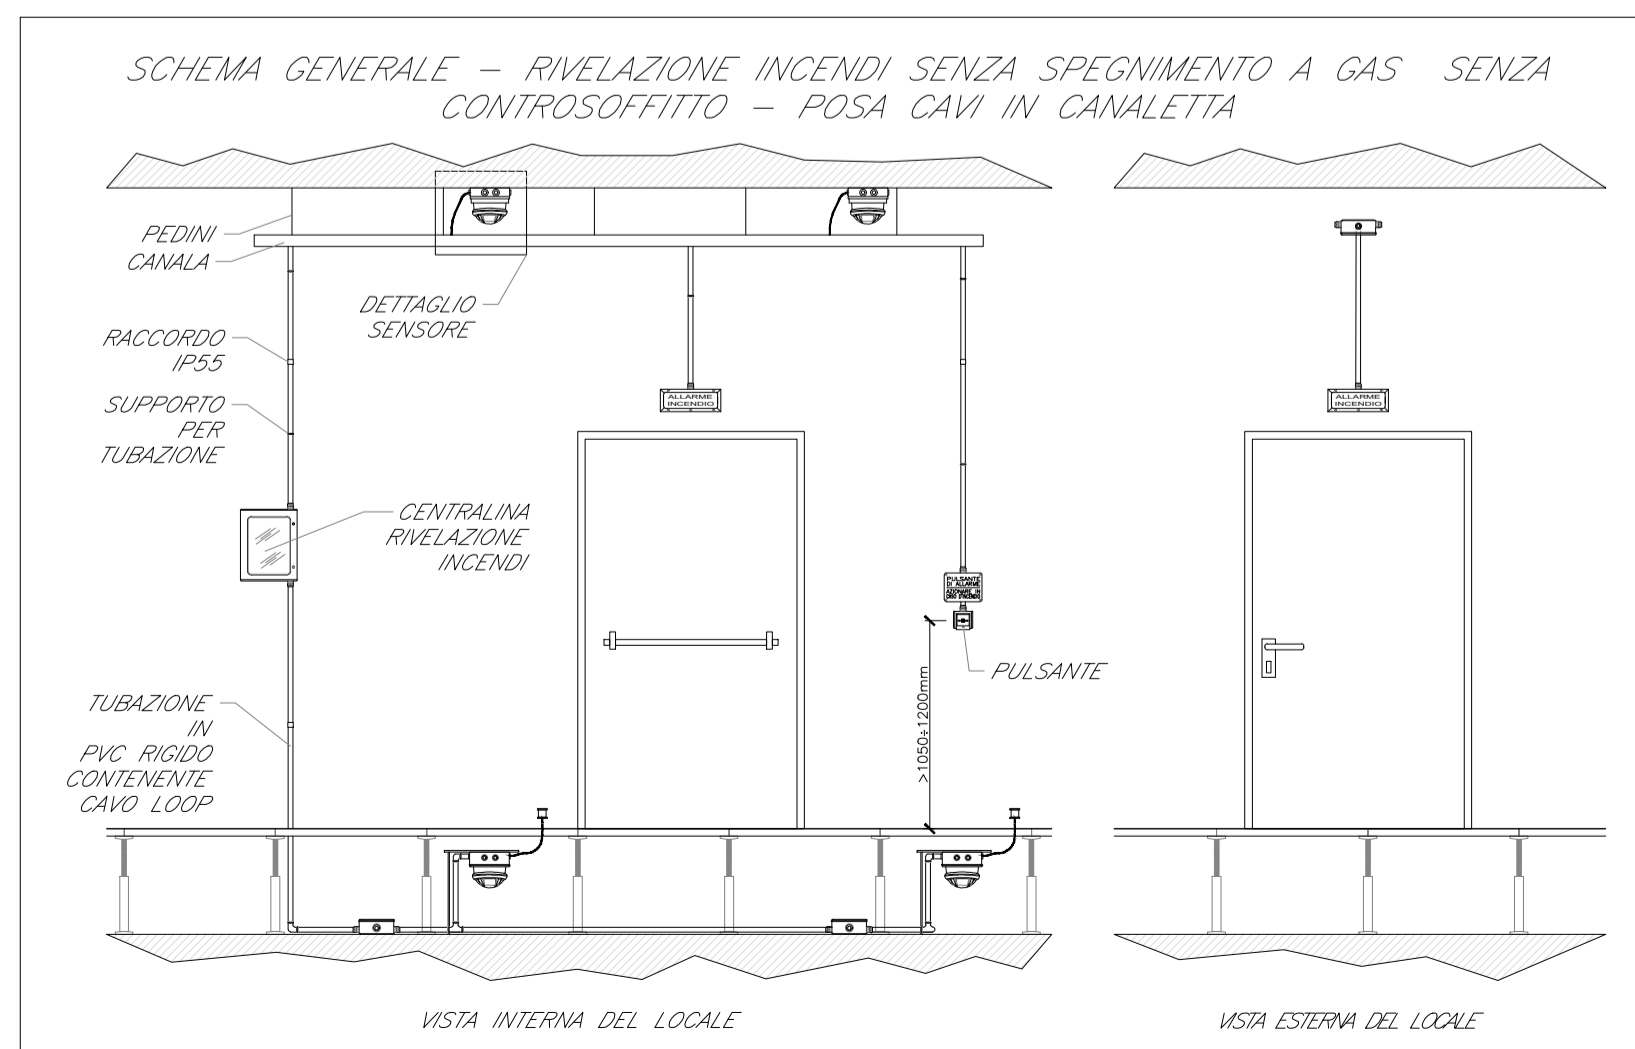 SCHEMA GENERALE – RIVELAZIONE INCENDI SENZA SPEGNIMENTO A GAS SENZA
CONTROSOFFITTO – POSA CAVI IN CANALETTA
PEDINI
CANALA
DETTAGLIO
SENSORE
RACCORDO
IP55
SUPPORTO
PER
TUBAZIONE
ALLARME
INCENDIO
ALLARME
INCENDIO
CENTRALINA
RIVELAZIONE
INCENDI
PULSANTE
DI ALLARME
AZIONARE IN
CASO D'INCENDIO
PULSANTE
>1050÷1200mm
TUBAZIONE
IN
PVC RIGIDO
CONTENENTE
CAVO LOOP
VISTA INTERNA DEL LOCALE
VISTA ESTERNA DEL LOCALE